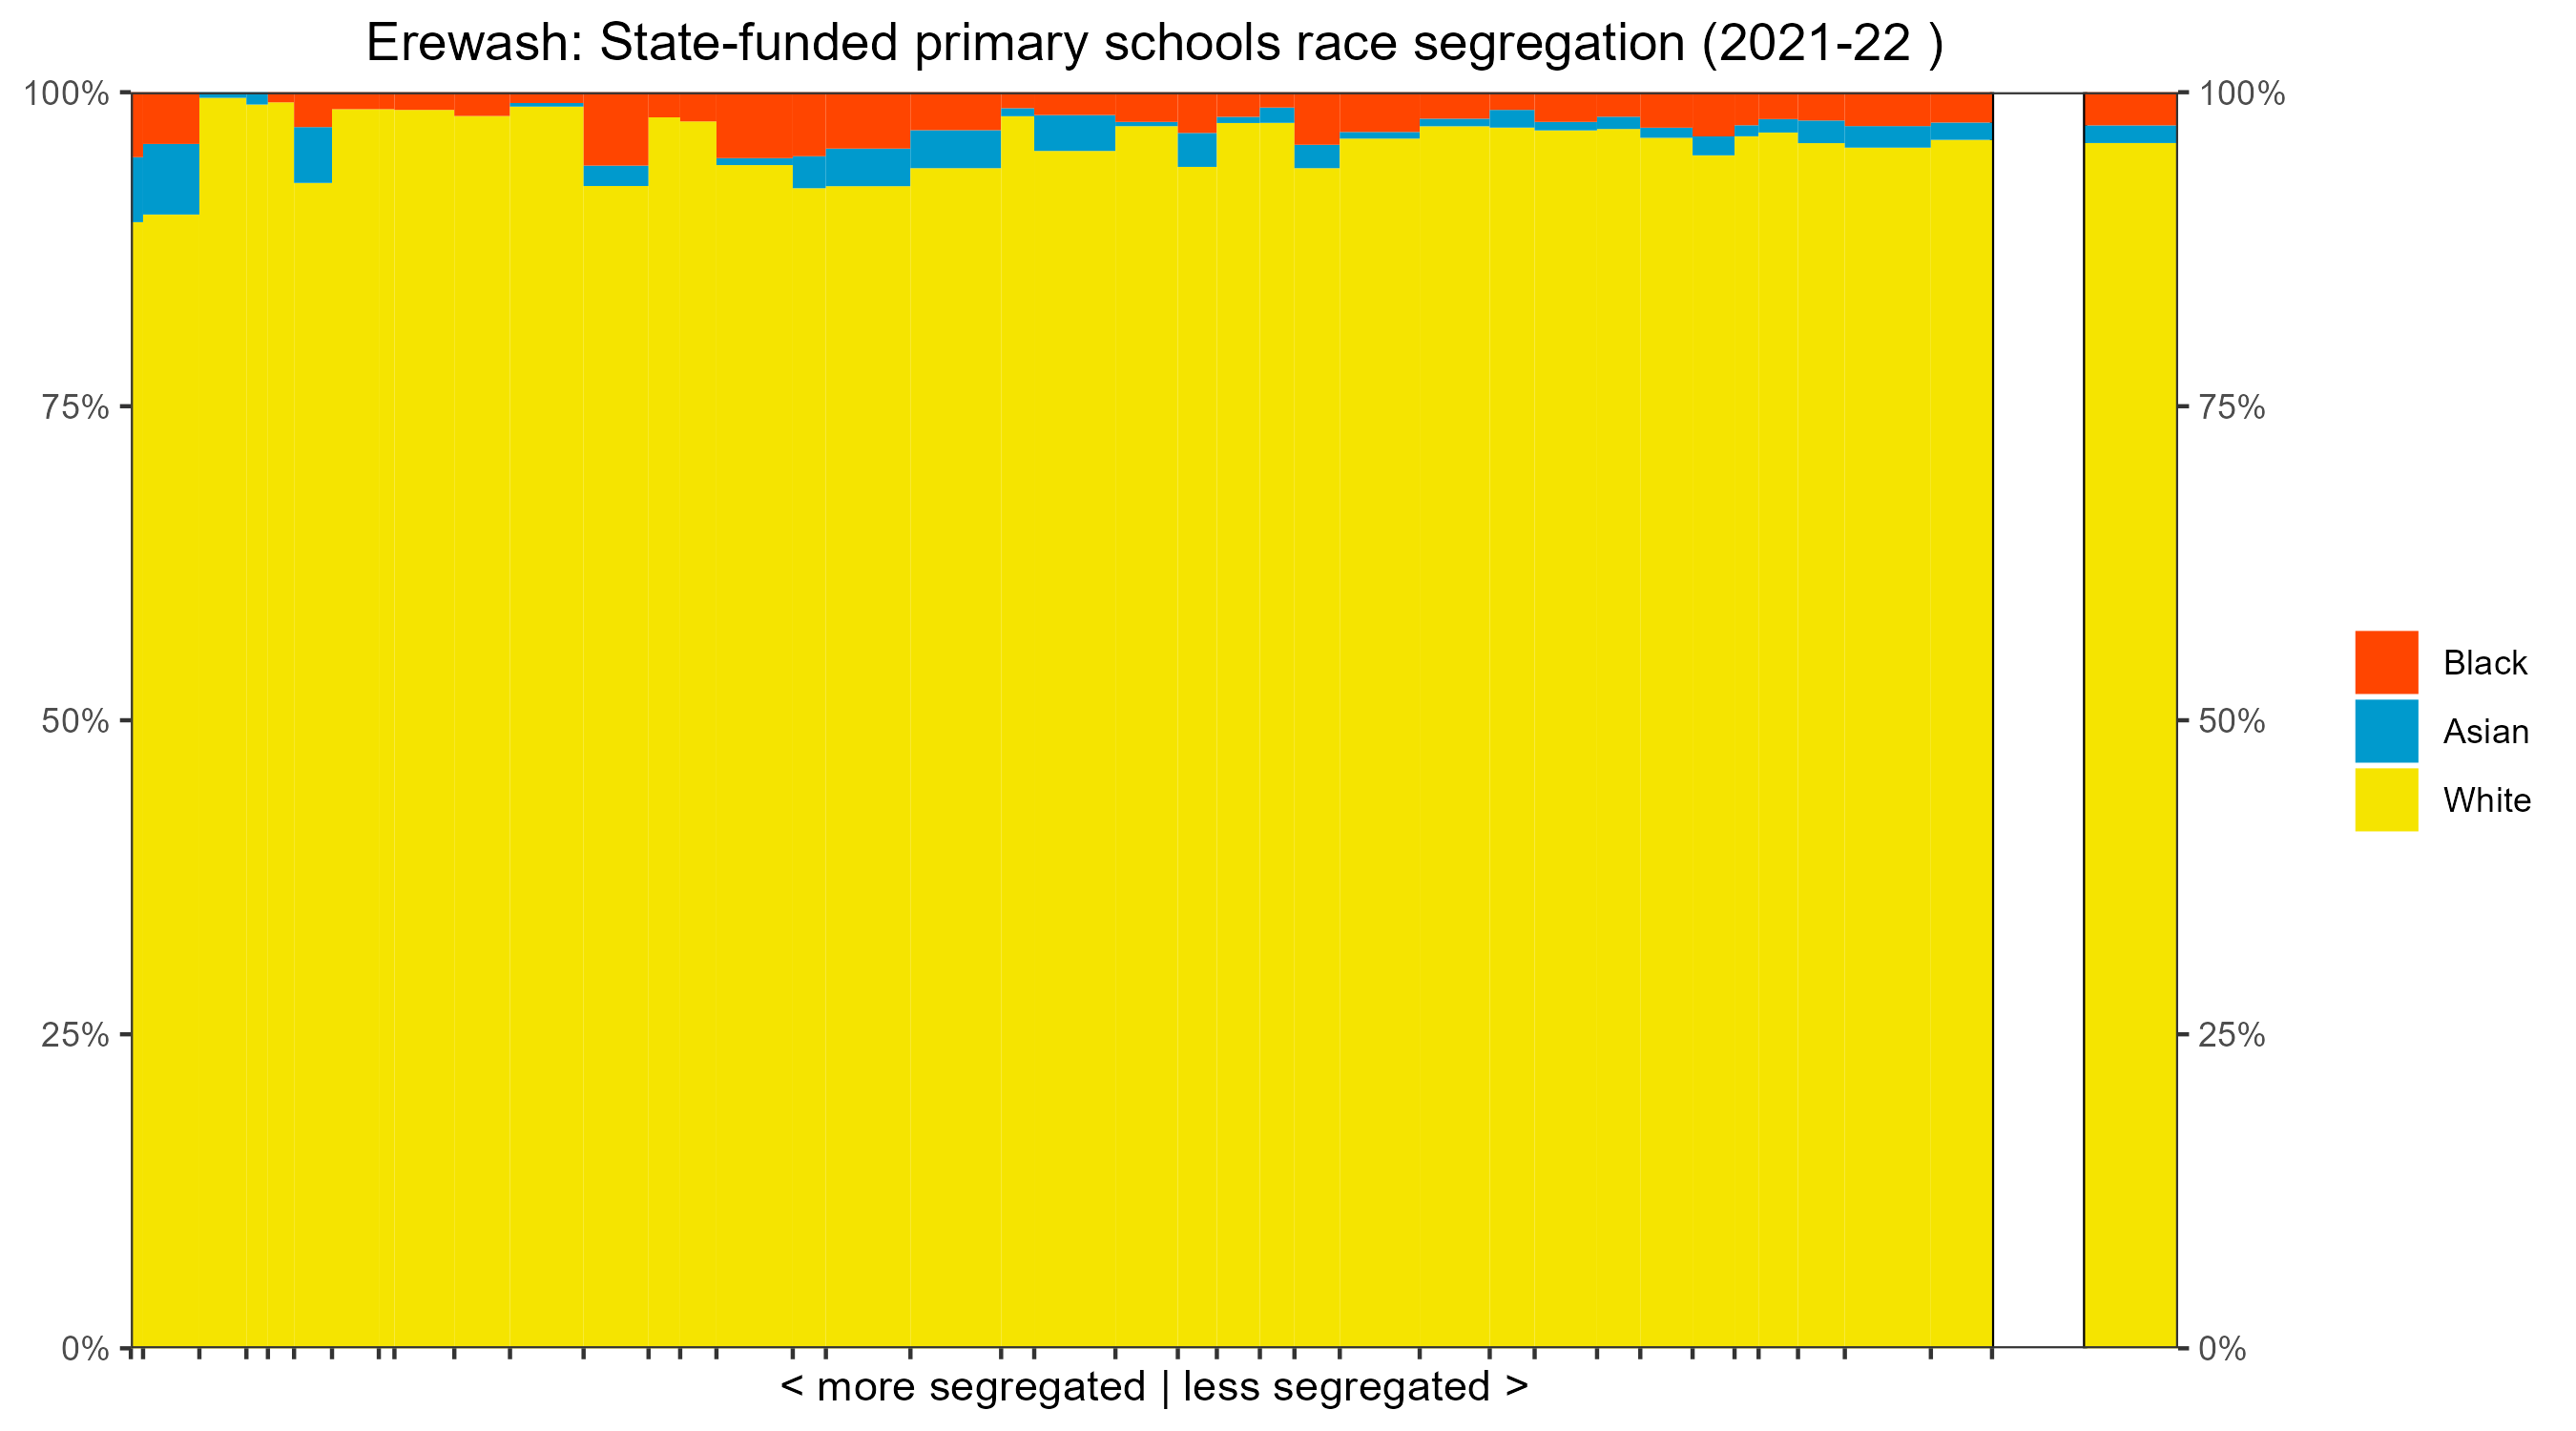 Erewash: State-funded primary schools race segregation (2021-22 )
100%
75%
50%
25%
0%
100%
75%
50%
25%
0%
Black
Asian
White
< more segregated | less segregated >